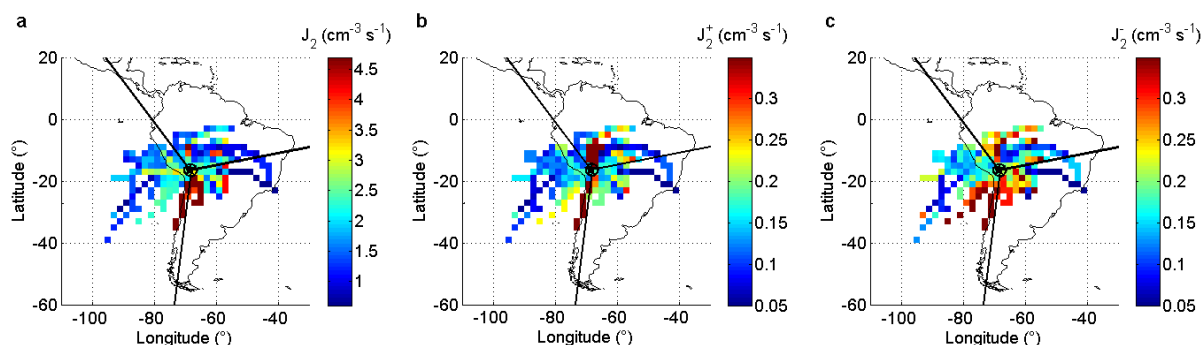 a
J₂ (cm⁻³ s⁻¹)
20
0
-20
-40
-60
Latitude (°)
-100 -80 -60 -40
Longitude (°)
4.5
4
3.5
3
2.5
2
1.5
1
b
J₂⁺ (cm⁻³ s⁻¹)
20
0
-20
-40
-60
Latitude (°)
-100 -80 -60 -40
Longitude (°)
0.3
0.25
0.2
0.15
0.1
0.05
c
J₂⁻ (cm⁻³ s⁻¹)
20
0
-20
-40
-60
Latitude (°)
-100 -80 -60 -40
Longitude (°)
0.3
0.25
0.2
0.15
0.1
0.05